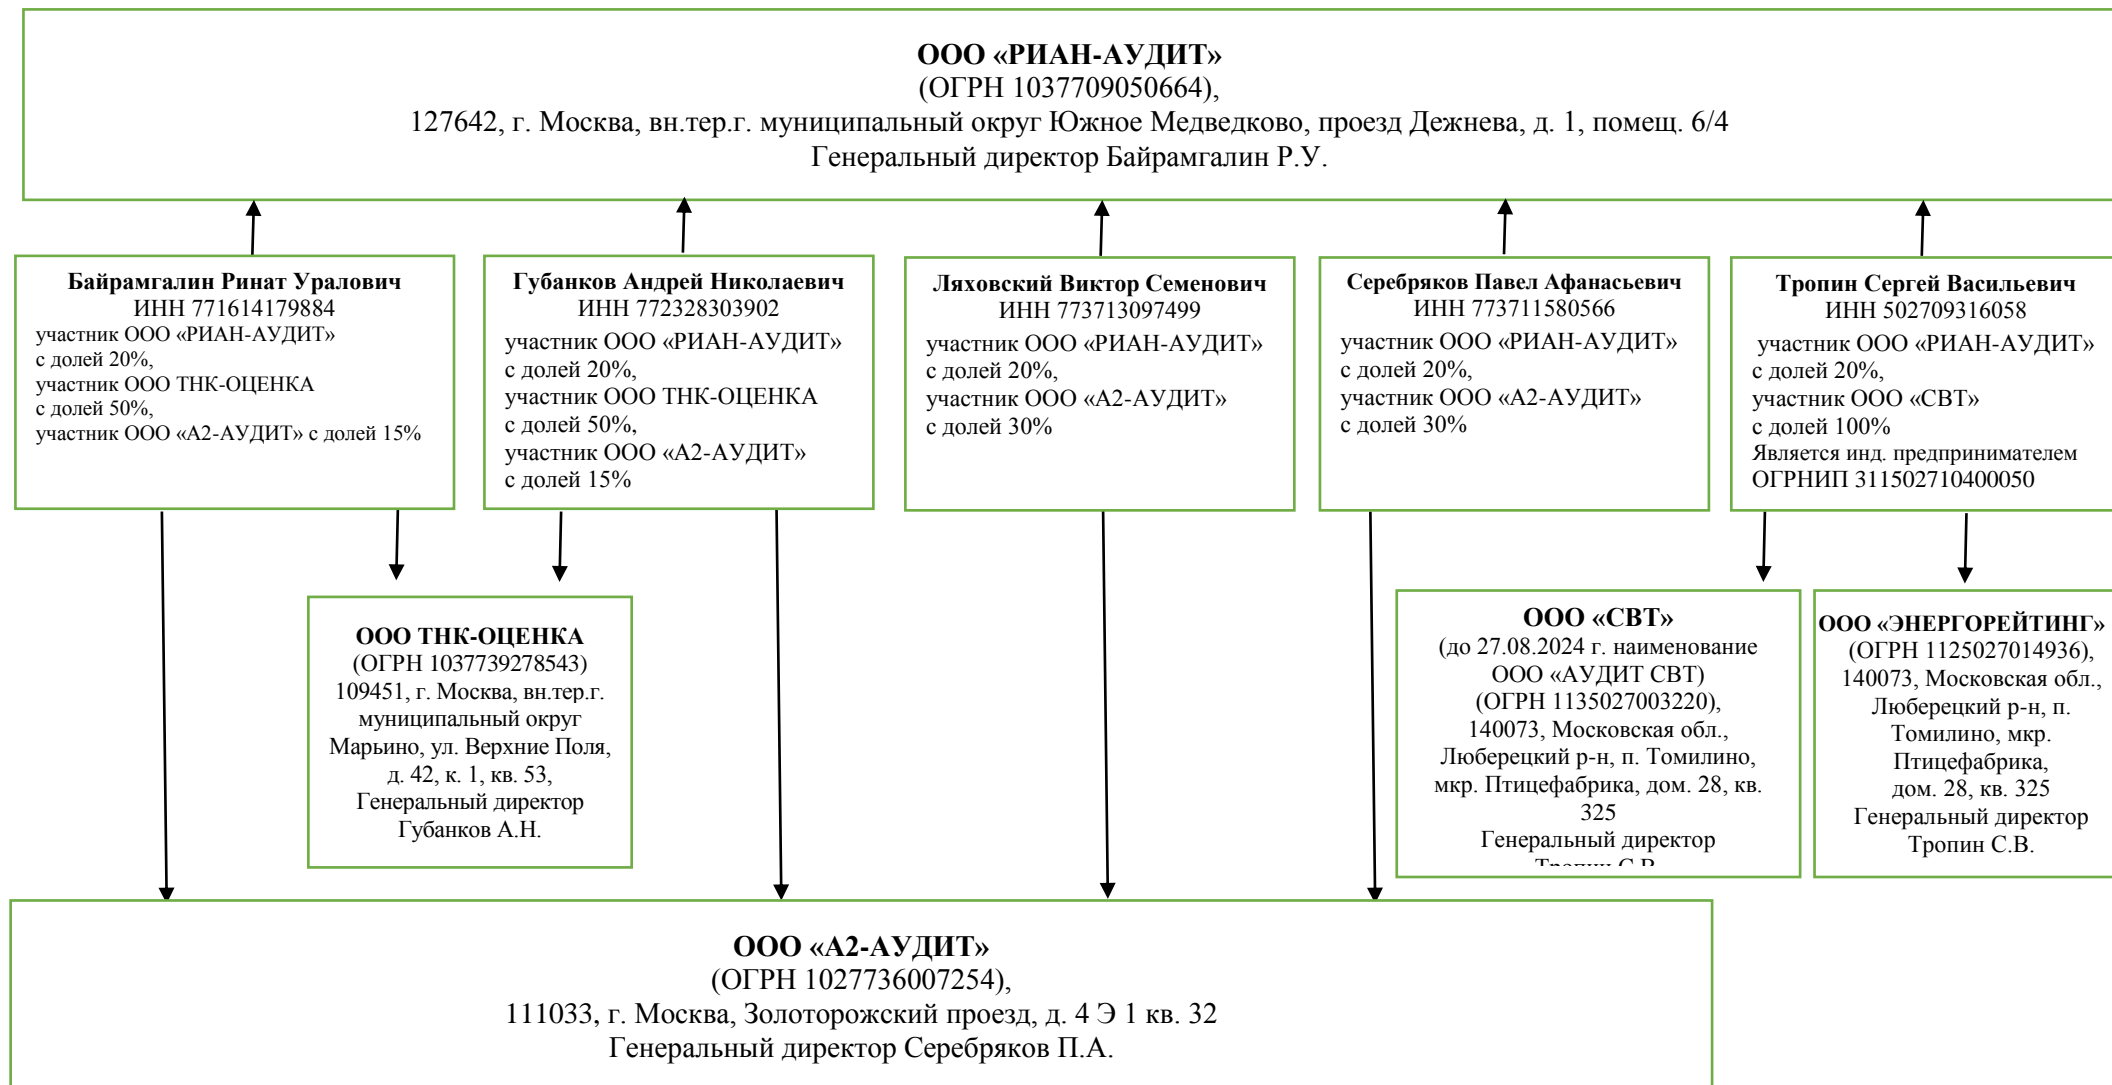 ООО «РИАН-АУДИТ»
(ОГРН 1037709050664),
127642, г. Москва, вн.тер.г. муниципальный округ Южное Медведково, проезд Дежнева, д. 1, помещ. 6/4
Генеральный директор Байрамгалин Р.У.
Байрамгалин Ринат Уралович
ИНН 771614179884
участник ООО «РИАН-АУДИТ»
с долей 20%,
участник ООО ТНК-ОЦЕНКА
с долей 50%,
участник ООО «А2-АУДИТ» с долей 15%
Губанков Андрей Николаевич
ИНН 772328303902
участник ООО «РИАН-АУДИТ»
с долей 20%,
участник ООО ТНК-ОЦЕНКА
с долей 50%,
участник ООО «А2-АУДИТ»
с долей 15%
Ляховский Виктор Семенович
ИНН 773713097499
участник ООО «РИАН-АУДИТ»
с долей 20%,
участник ООО «А2-АУДИТ»
с долей 30%
Серебряков Павел Афанасьевич
ИНН 773711580566
участник ООО «РИАН-АУДИТ»
с долей 20%,
участник ООО «А2-АУДИТ»
с долей 30%
Тропин Сергей Васильевич
ИНН 502709316058
участник ООО «РИАН-АУДИТ»
с долей 20%,
участник ООО «СВТ»
с долей 100%
Является инд. предпринимателем
ОГРНИП 311502710400050
ООО ТНК-ОЦЕНКА
(ОГРН 1037739278543)
109451, г. Москва, вн.тер.г.
муниципальный округ
Марьино, ул. Верхние Поля,
д. 42, к. 1, кв. 53,
Генеральный директор
Губанков А.Н.
ООО «СВТ»
(до 27.08.2024 г. наименование
ООО «АУДИТ СВТ)
(ОГРН 1135027003220),
140073, Московская обл.,
Люберецкий р-н, п. Томилино,
мкр. Птицефабрика, дом. 28, кв.
325
Генеральный директор
Тропин С.В.
ООО «ЭНЕРГОРЕЙТИНГ»
(ОГРН 1125027014936),
140073, Московская обл.,
Люберецкий р-н, п.
Томилино, мкр.
Птицефабрика,
дом. 28, кв. 325
Генеральный директор
Тропин С.В.
ООО «А2-АУДИТ»
(ОГРН 1027736007254),
111033, г. Москва, Золоторожский проезд, д. 4 Э 1 кв. 32
Генеральный директор Серебряков П.А.